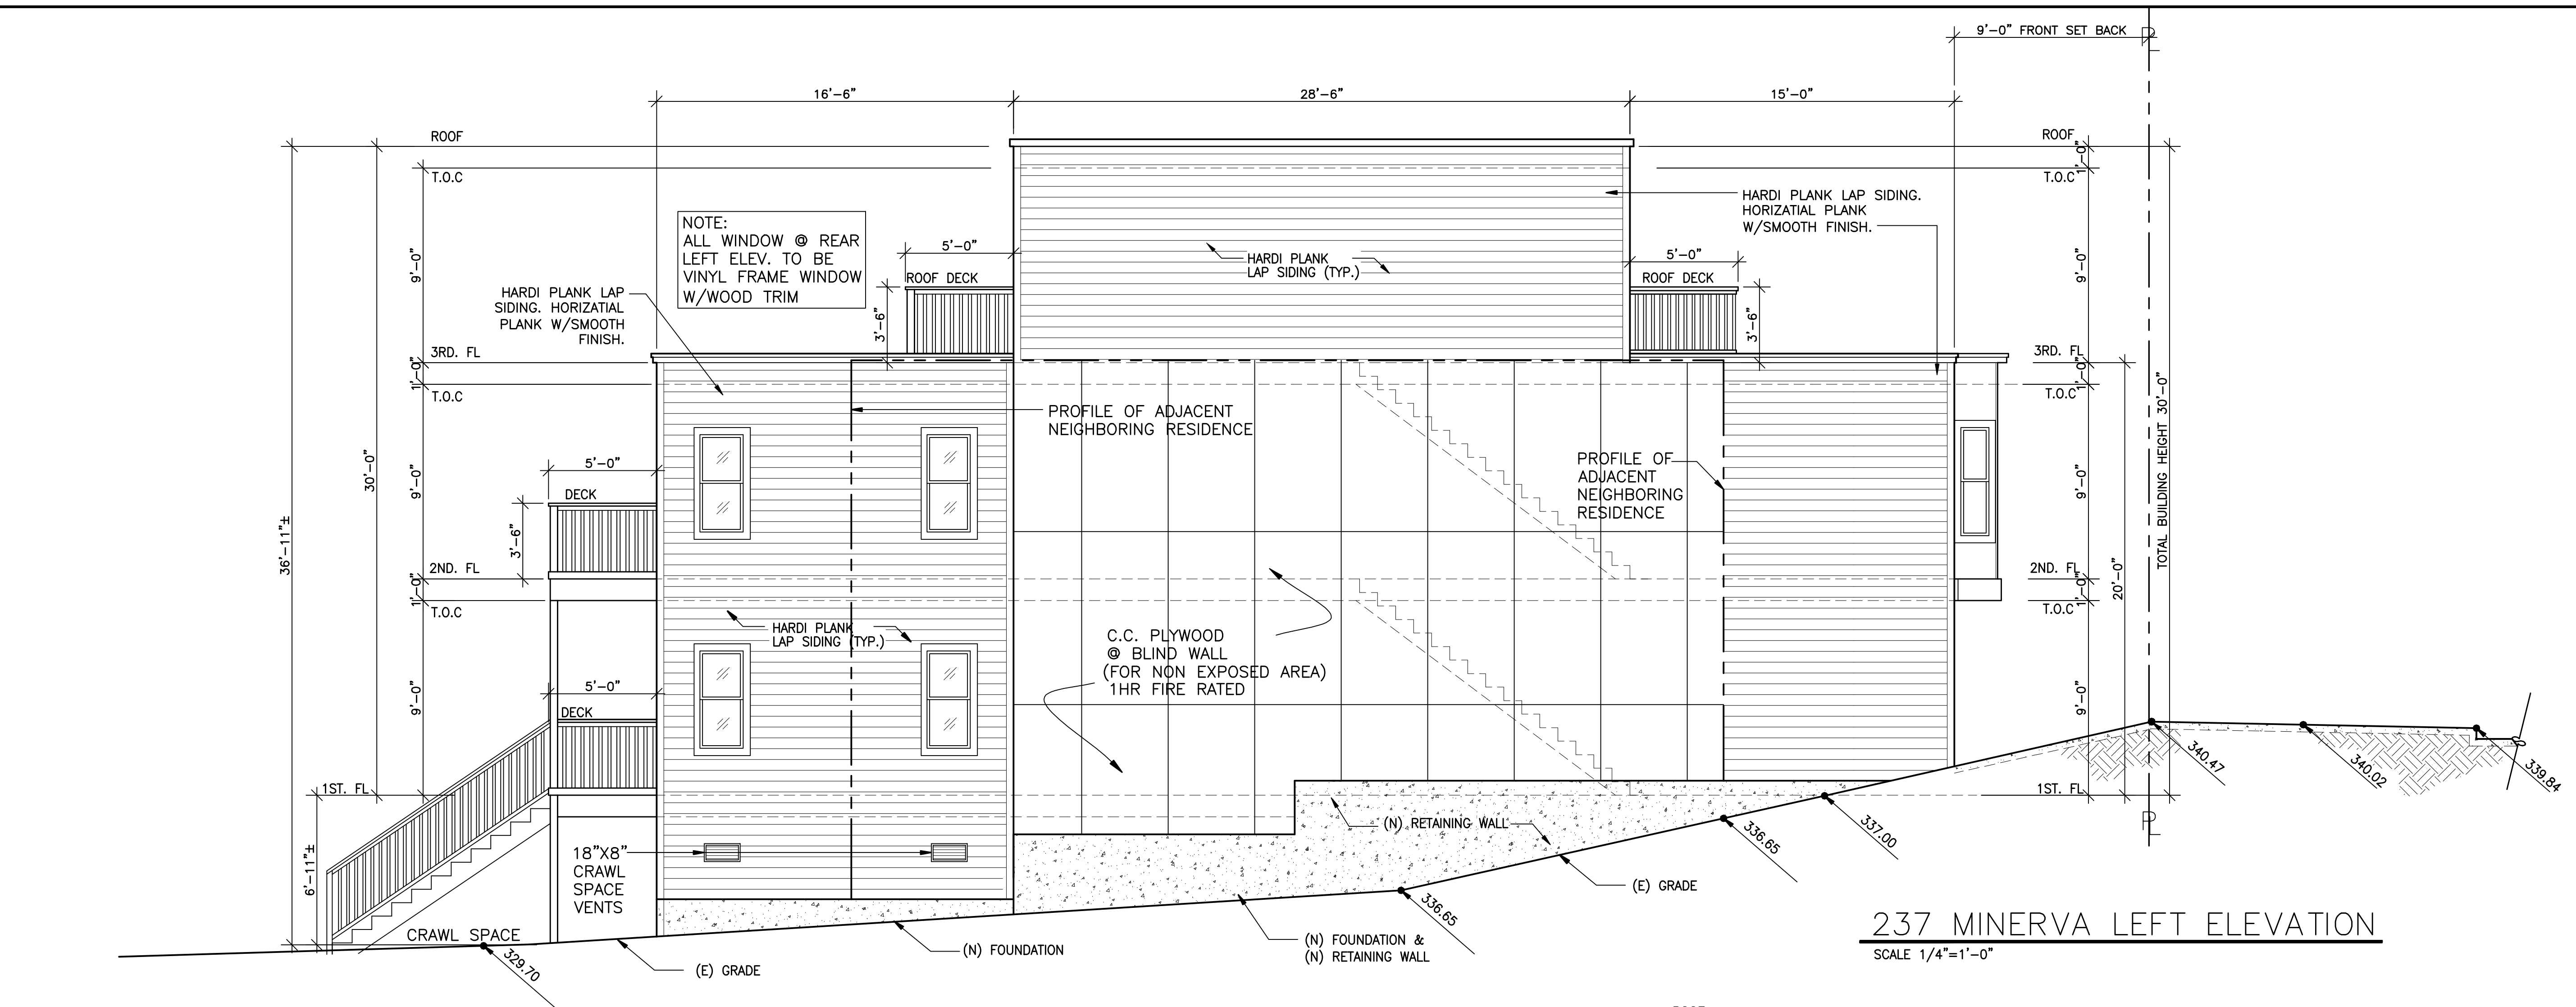 9'-0" FRONT SET BACK
PL
16'-6"
28'-6"
15'-0"
ROOF
T.O.C
ROOF
T.O.C
1'-0"
NOTE:
ALL WINDOW @ REAR
LEFT ELEV. TO BE
VINYL FRAME WINDOW
W/WOOD TRIM
HARDI PLANK LAP SIDING.
HORIZATIAL PLANK
W/SMOOTH FINISH.
5'-0"
ROOF DECK
3'-6"
HARDI PLANK
LAP SIDING (TYP.)
5'-0"
ROOF DECK
3'-6"
9'-0"
9'-0"
HARDI PLANK LAP
SIDING. HORIZATIAL
PLANK W/SMOOTH
FINISH.
3RD. FL
1'-0"
T.O.C
3RD. FL
1'-0"
T.O.C
PROFILE OF ADJACENT
NEIGHBORING RESIDENCE
PROFILE OF
ADJACENT
NEIGHBORING
RESIDENCE
TOTAL BUILDING HEIGHT 30'-0"
30'-0"
9'-0"
9'-0"
5'-0"
DECK
3'-6"
36'-11"±
2ND. FL
1'-0"
T.O.C
2ND. FL
1'-0"
T.O.C
20'-0"
HARDI PLANK
LAP SIDING (TYP.)
C.C. PLYWOOD
@ BLIND WALL
(FOR NON EXPOSED AREA)
1HR FIRE RATED
5'-0"
DECK
9'-0"
9'-0"
340.47
340.02
339.84
1ST. FL
1ST. FL
(N) RETAINING WALL
336.65
337.00
PL
6'-11"±
18"X8"
CRAWL
SPACE
VENTS
(E) GRADE
336.65
CRAWL SPACE
329.70
(E) GRADE
(N) FOUNDATION
(N) FOUNDATION &
(N) RETAINING WALL
237 MINERVA LEFT ELEVATION
SCALE 1/4"=1'-0"